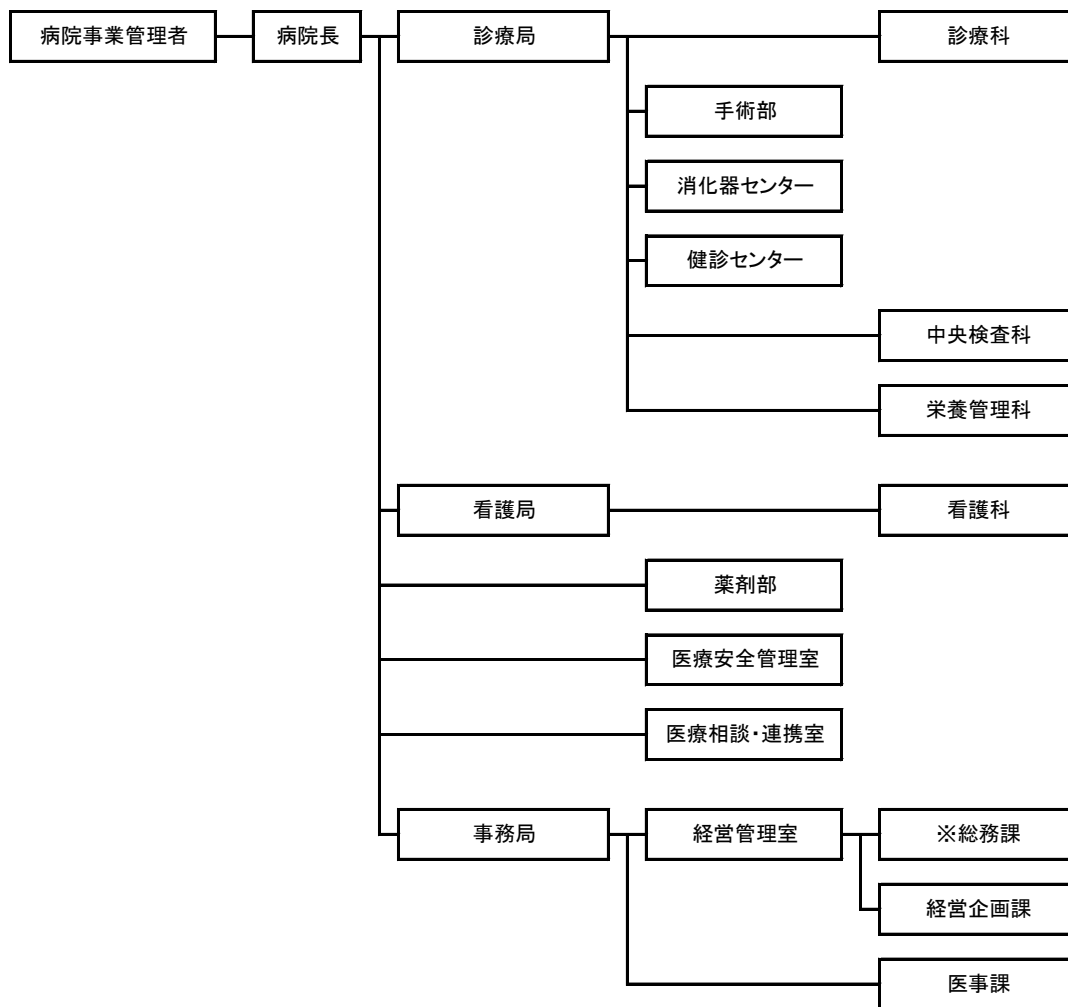 病院事業管理者
病院長
診療局
診療科
手術部
消化器センター
健診センター
中央検査科
栄養管理科
看護局
看護科
薬剤部
医療安全管理室
医療相談・連携室
事務局
経営管理室
※総務課
経営企画課
医事課